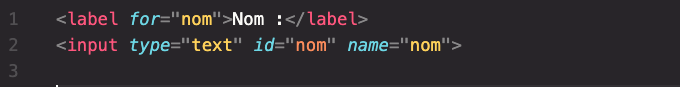 1 <label for="nom">Nom :</label>
2 <input type="text" id="nom" name="nom">
3